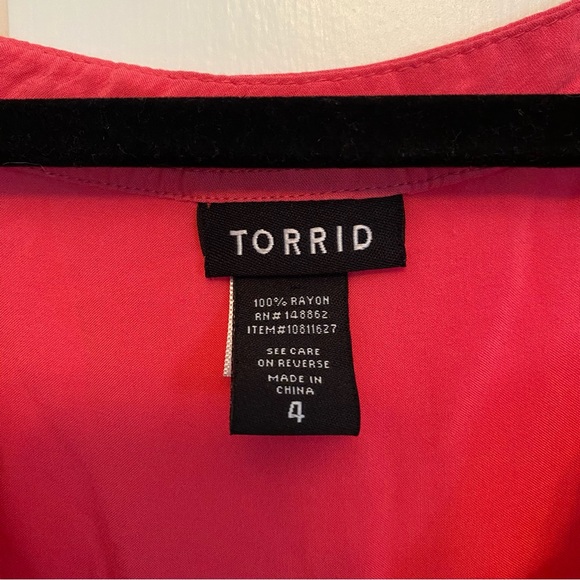 TORRID
100% RAYON
RN# 148862
ITEM#10811627
SEE CARE
ON REVERSE
MADE IN
CHINA
4